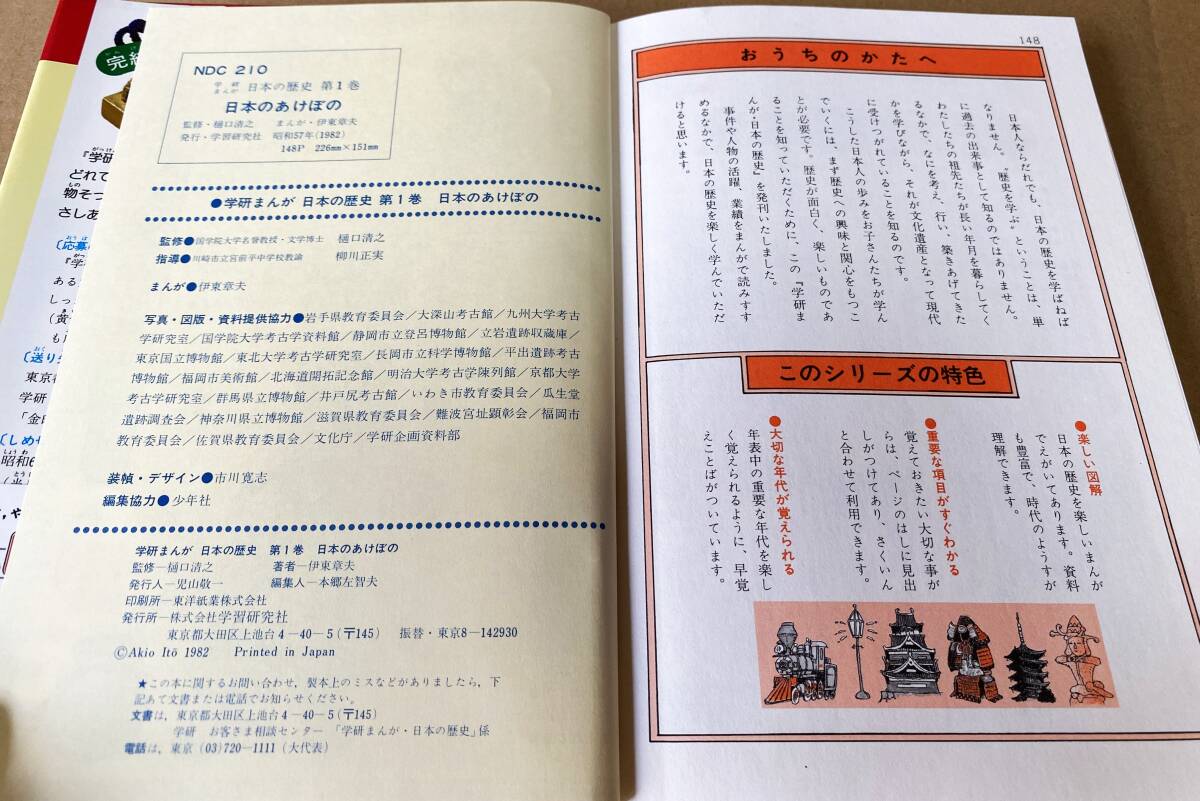 完結
『学研
どれて
物そっ
さしあ
〔応募
『学
ある
しっ
（黄
も
〔送り先
東京都
学研
「金印
〔しめ
昭和6
NDC 210
学研まんが 日本の歴史 第1巻
日本のあけぼの
監修・樋口清之 まんが・伊東章夫
発行・学習研究社 昭和57年(1982)
148P 226mm×151mm
●学研まんが 日本の歴史 第1巻 日本のあけぼの
監修●国学院大学名誉教授・文学博士 樋口清之
指導●川崎市立宮前平中学校教諭 柳川正実
まんが●伊東章夫
写真・図版・資料提供協力●岩手県教育委員会／大深山考古館／九州大学考古
学研究室／国学院大学考古学資料館／静岡市立登呂博物館／立岩遺跡収蔵庫／
東京国立博物館／東北大学考古学研究室／長岡市立科学博物館／平出遺跡考古
博物館／福岡市美術館／北海道開拓記念館／明治大学考古学陳列館／京都大学
考古学研究室／群馬県立博物館／井戸尻考古館／いわき市教育委員会／瓜生堂
遺跡調査会／神奈川県立博物館／滋賀県教育委員会／難波宮址顕彰会／福岡市
教育委員会／佐賀県教育委員会／文化庁／学研企画資料部
装幀・デザイン●市川寛志
編集協力●少年社
学研まんが 日本の歴史 第1巻 日本のあけぼの
監修―樋口清之 著者―伊東章夫
発行人―児山敬一 編集人―本郷左智夫
印刷所―東洋紙業株式会社
発行所―株式会社学習研究社
東京都大田区上池台4－40－5（〒145） 振替・東京8－142930
©Akio Itō 1982 Printed in Japan
★この本に関するお問い合わせ，製本上のミスなどがありましたら，下
記あて文書または電話でお知らせください。
文書は，東京都大田区上池台4－40－5（〒145）
学研 お客さま相談センター 「学研まんが・日本の歴史」係
電話は，東京（03）720－1111（大代表）
148
おうちのかたへ
日本人ならだれでも、日本の歴史を学ばねば
なりません。〝歴史を学ぶ〟ということは、単
に過去の出来事として知るのではありません。
わたしたちの祖先たちが長い年月を暮らしてく
るなかで、なにを考え、行い、築きあげてきた
かを学びながら、それが文化遺産となって現代
に受けつがれていることを知るのです。
こうした日本人の歩みをお子さんたちが学ん
でいくには、まず歴史への興味と関心をもつこ
とが必要です。歴史が面白く、楽しいものであ
ることを知っていただくために、この『学研ま
んが・日本の歴史』を発刊いたしました。
事件や人物の活躍、業績をまんがで読みすす
めるなかで、日本の歴史を楽しく学んでいただ
けると思います。
このシリーズの特色
●楽しい図解
日本の歴史を楽しいまんが
でえがいてあります。資料
も豊富で、時代のようすが
理解できます。
●重要な項目がすぐわかる
覚えておきたい大切な事が
らは、ページのはしに見出
しがつけてあり、さくいん
と合わせて利用できます。
●大切な年代が覚えられる
年表中の重要な年代を楽し
く覚えられるように、早覚
えことばがついています。